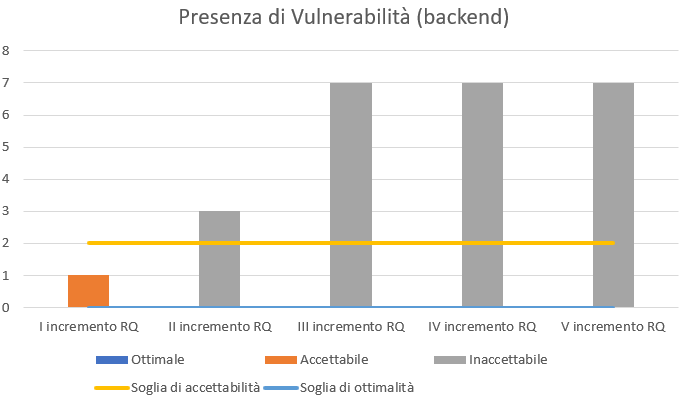 Presenza di Vulnerabilità (backend)
8
7
6
5
4
3
2
1
0
I incremento RQ II incremento RQ III incremento RQ IV incremento RQ V incremento RQ
Ottimale Accettabile Inaccettabile
Soglia di accettabilità Soglia di ottimalità